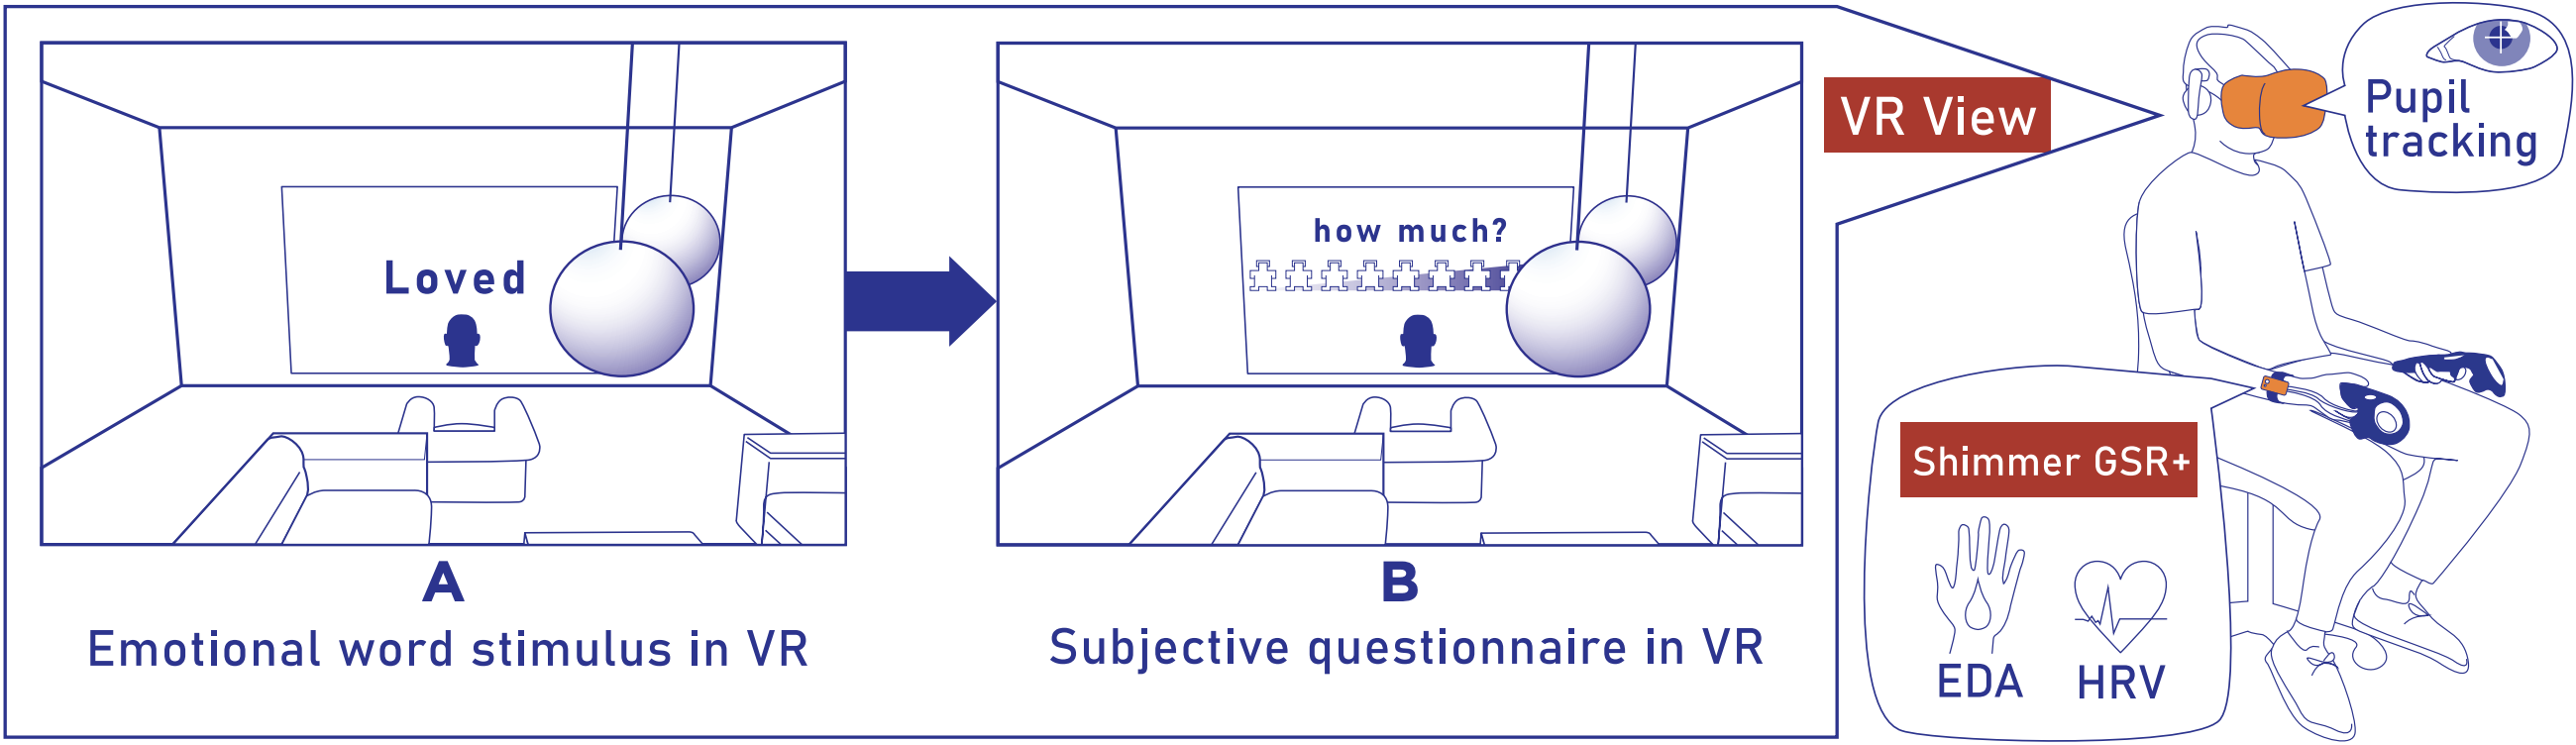 Loved
A
Emotional word stimulus in VR
how much?
B
Subjective questionnaire in VR
VR View
Pupil
tracking
Shimmer GSR+
EDA
HRV